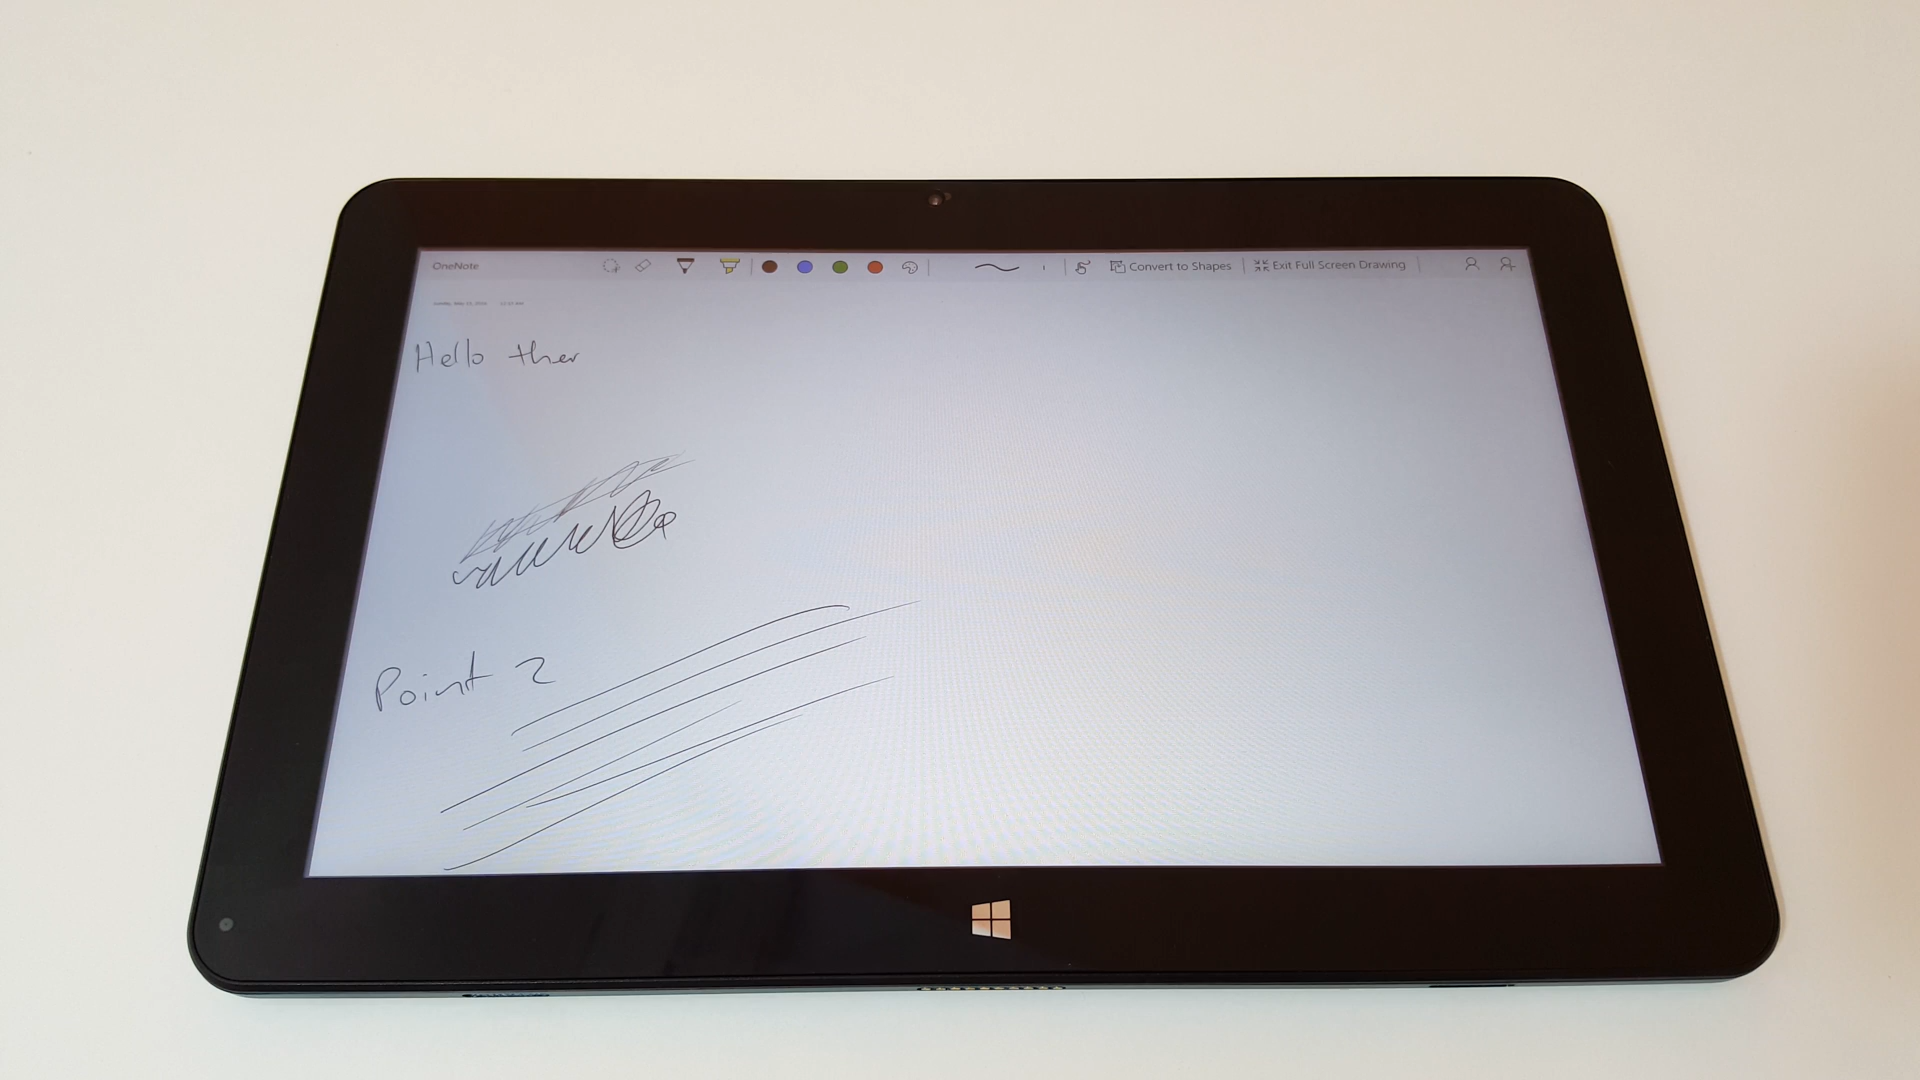 OneNote
Convert to Shapes
Exit Full Screen Drawing
Hello ther
Point 2